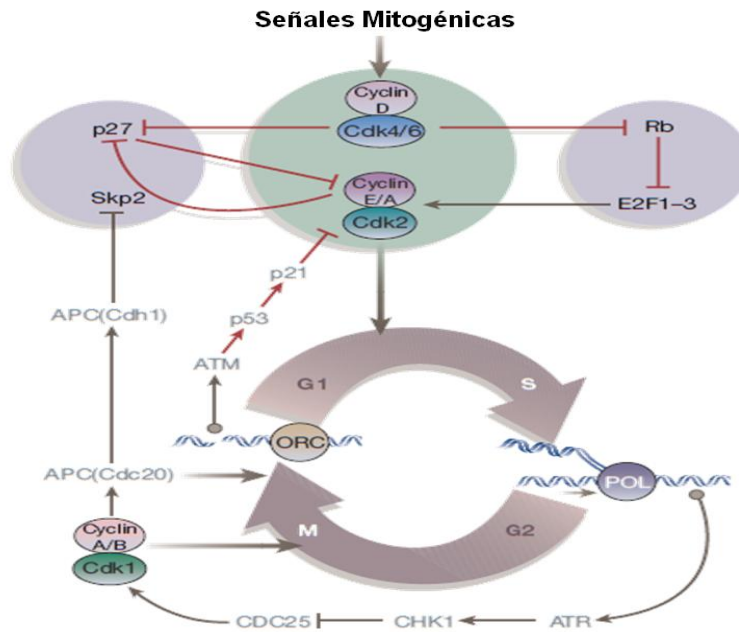 Señales Mitogénicas
Cyclin
D
Cdk4/6
p27
Rb
Cyclin
E/A
Cdk2
Skp2
E2F1–3
p21
p53
APC(Cdh1)
ATM
G1
S
ORC
POL
APC(Cdc20)
M
G2
Cyclin
A/B
Cdk1
CDC25
CHK1
ATR